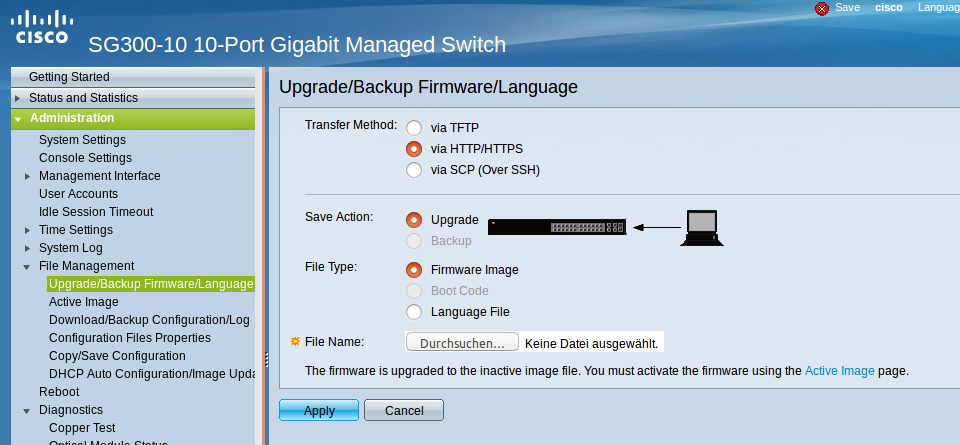 Save cisco Languag
CISCO
SG300-10 10-Port Gigabit Managed Switch
Getting Started
Status and Statistics
Administration
System Settings
Console Settings
Management Interface
User Accounts
Idle Session Timeout
Time Settings
System Log
File Management
Upgrade/Backup Firmware/Language
Active Image
Download/Backup Configuration/Log
Configuration Files Properties
Copy/Save Configuration
DHCP Auto Configuration/Image Upda
Reboot
Diagnostics
Copper Test
Optical Module Status
Upgrade/Backup Firmware/Language
Transfer Method:
via TFTP
via HTTP/HTTPS
via SCP (Over SSH)
Save Action:
Upgrade
Backup
File Type:
Firmware Image
Boot Code
Language File
File Name:
Durchsuchen... Keine Datei ausgewählt.
The firmware is upgraded to the inactive image file. You must activate the firmware using the Active Image page.
Apply Cancel